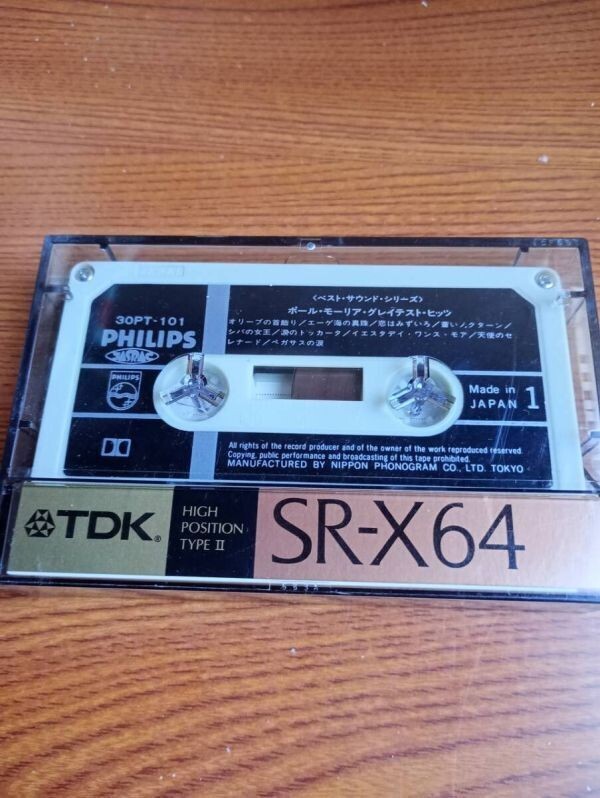 〈ベスト・サウンド・シリーズ〉
ポール・モーリア・グレイテスト・ヒッツ
30PT-101
PHILIPS
JASRAC
オリーブの首飾り/エーゲ海の真珠/恋はみずいろ/蒼いノクターン/
シバの女王/涙のトッカータ/イエスタデイ・ワンス・モア/天使のセ
レナード/ペガサスの涙
PHILIPS
Made in
JAPAN 1
All rights of the record producer and of the owner of the work reproduced reserved.
Copying, public performance and broadcasting of this tape prohibited.
MANUFACTURED BY NIPPON PHONOGRAM CO., LTD. TOKYO
TDK®
HIGH
POSITION
TYPE II
SR-X64